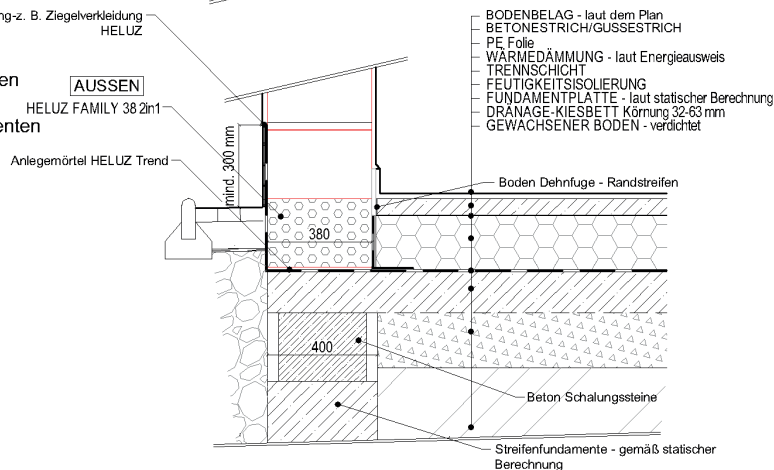 ng-z. B. Ziegelverkleidung
HELUZ
en
AUSSEN
HELUZ FAMILY 38 2in1
enten
Anlegemörtel HELUZ Trend
mind. 300 mm
380
400
BODENBELAG - laut dem Plan
BETONESTRICH/GUSSESTRICH
PE Folie
WÄRMEDÄMMUNG - laut Energieausweis
TRENNSCHICHT
FEUTIGKEITSISOLIERUNG
FUNDAMENTPLATTE - laut statischer Berechnung
DRÄNAGE-KIESBETT Körnung 32-63 mm
GEWACHSENER BODEN - verdichtet
Boden Dehnfuge - Randstreifen
Beton Schalungssteine
Streifenfundamente - gemäß statischer
Berechnung